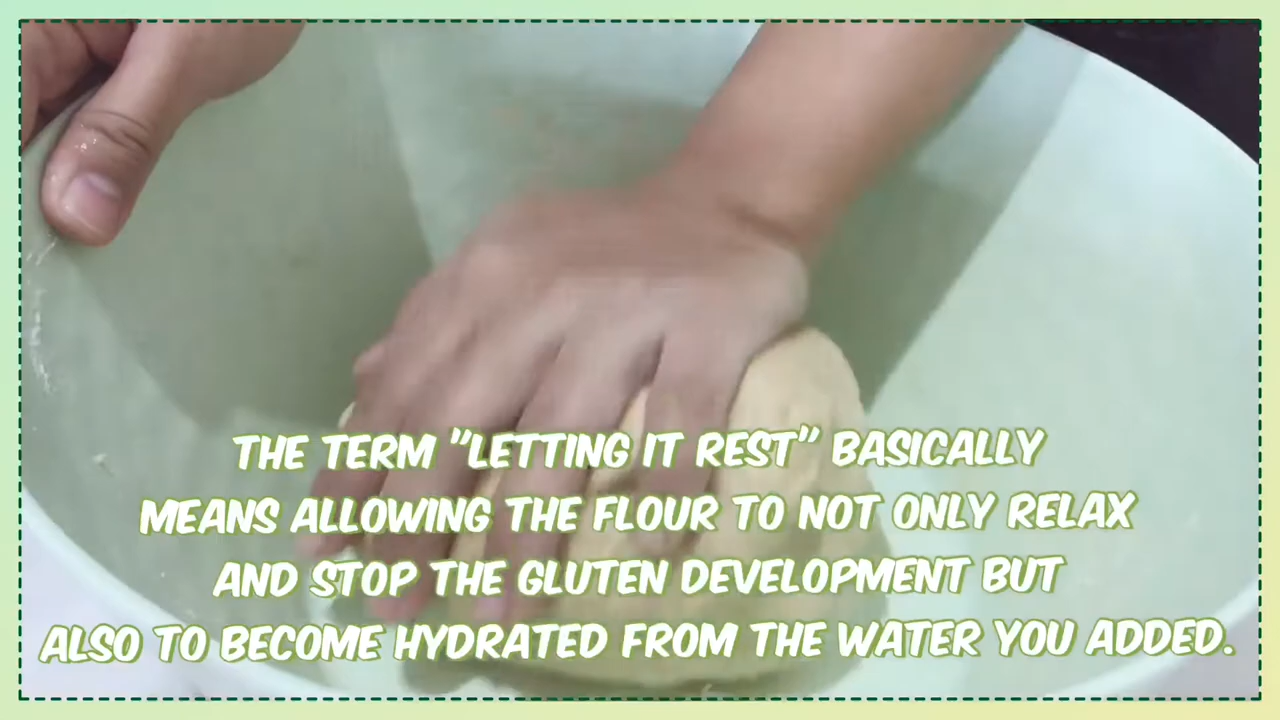 THE TERM "LETTING IT REST" BASICALLY
MEANS ALLOWING THE FLOUR TO NOT ONLY RELAX
AND STOP THE GLUTEN DEVELOPMENT BUT
ALSO TO BECOME HYDRATED FROM THE WATER YOU ADDED.